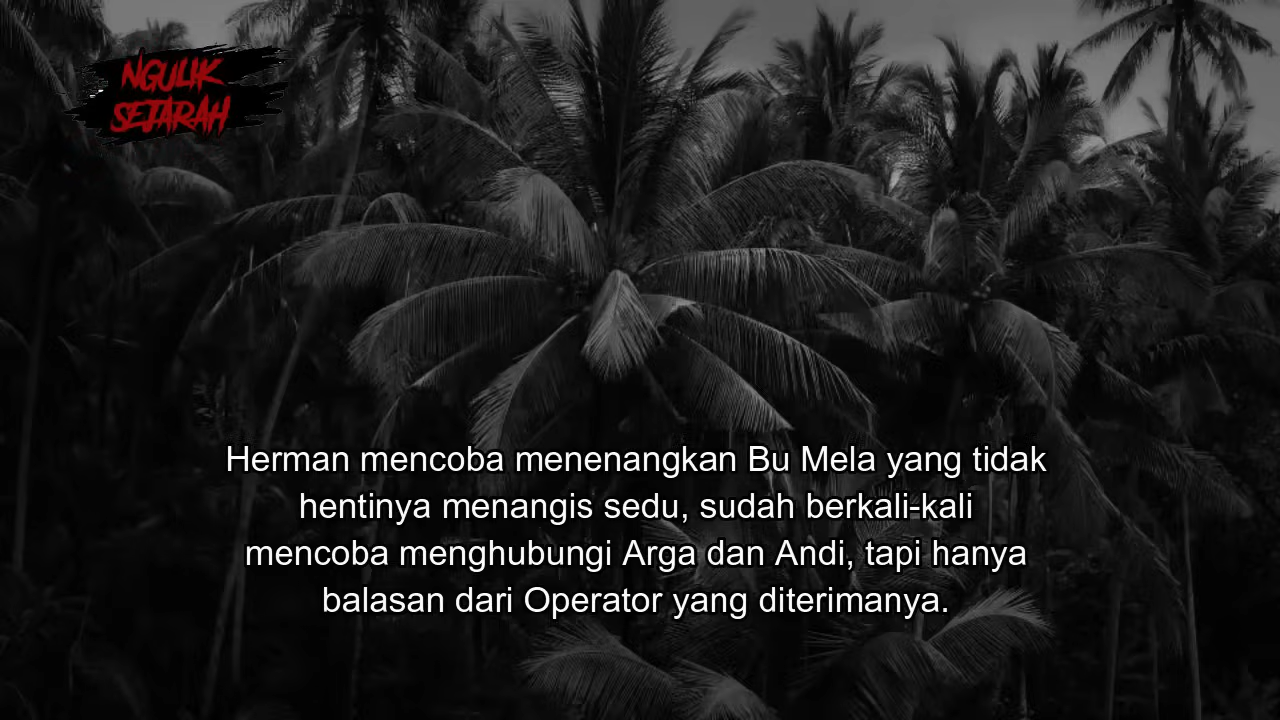 NGULIK
SEJARAH
Herman mencoba menenangkan Bu Mela yang tidak
hentinya menangis sedu, sudah berkali-kali
mencoba menghubungi Arga dan Andi, tapi hanya
balasan dari Operator yang diterimanya.